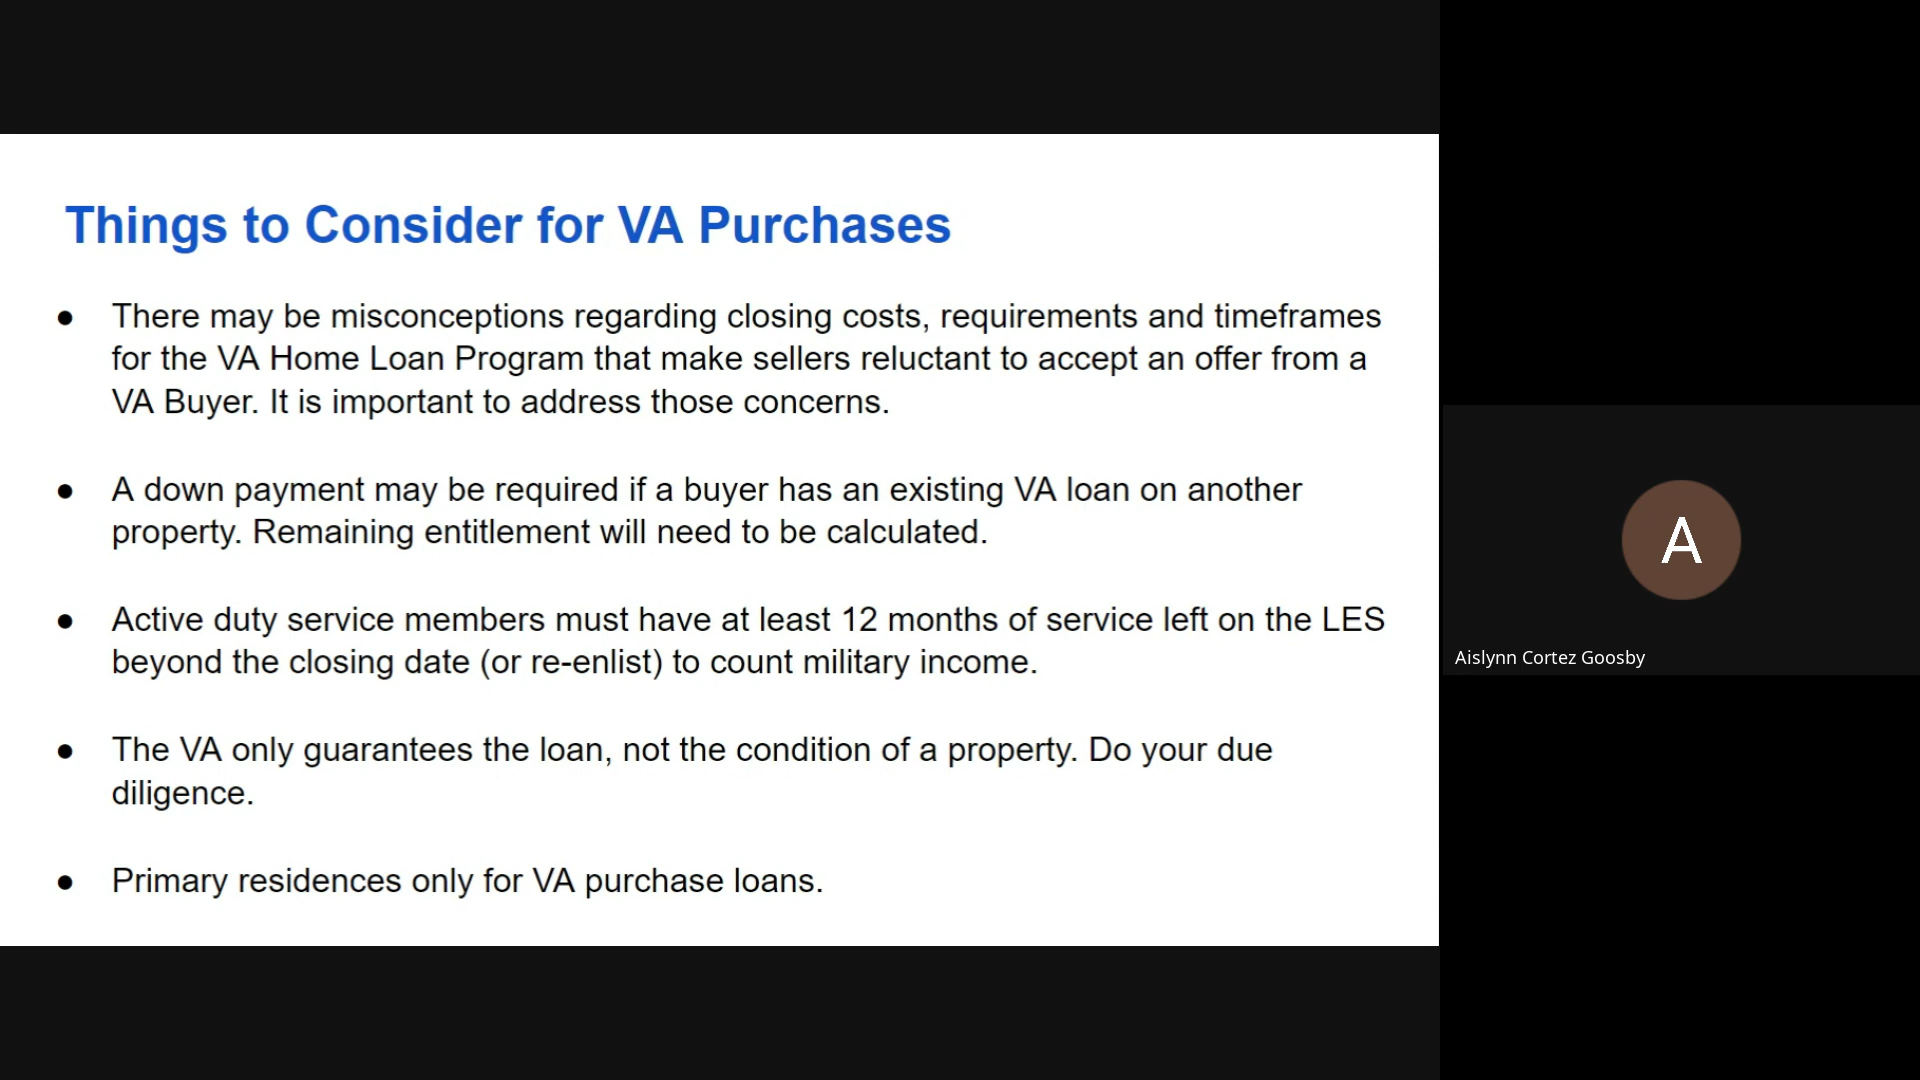 Things to Consider for VA Purchases
● There may be misconceptions regarding closing costs, requirements and timeframes
for the VA Home Loan Program that make sellers reluctant to accept an offer from a
VA Buyer. It is important to address those concerns.
● A down payment may be required if a buyer has an existing VA loan on another
property. Remaining entitlement will need to be calculated.
● Active duty service members must have at least 12 months of service left on the LES
beyond the closing date (or re-enlist) to count military income.
● The VA only guarantees the loan, not the condition of a property. Do your due
diligence.
● Primary residences only for VA purchase loans.
A
Aislynn Cortez Goosby